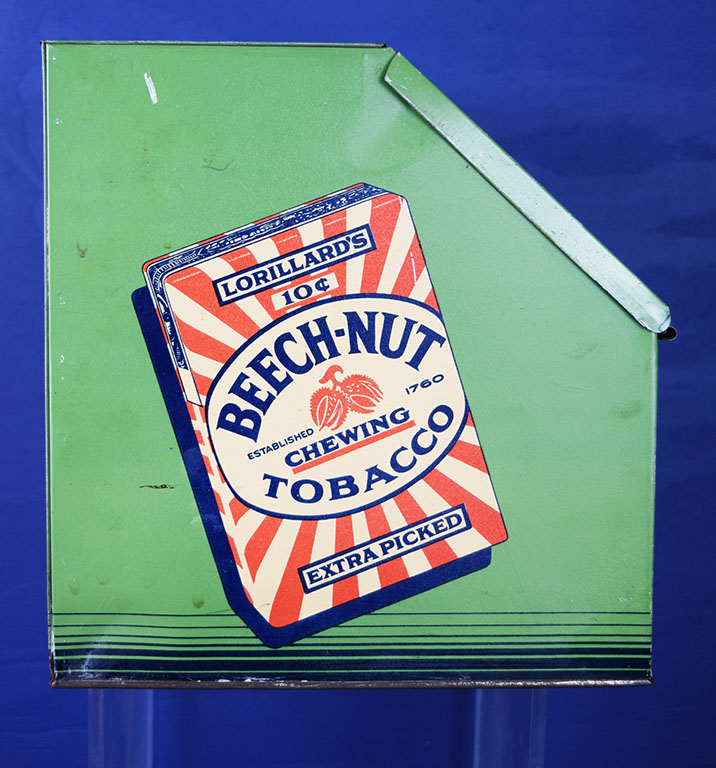 LORILLARD'S
10¢
BEECH-NUT
ESTABLISHED 1760
CHEWING
TOBACCO
EXTRA PICKED